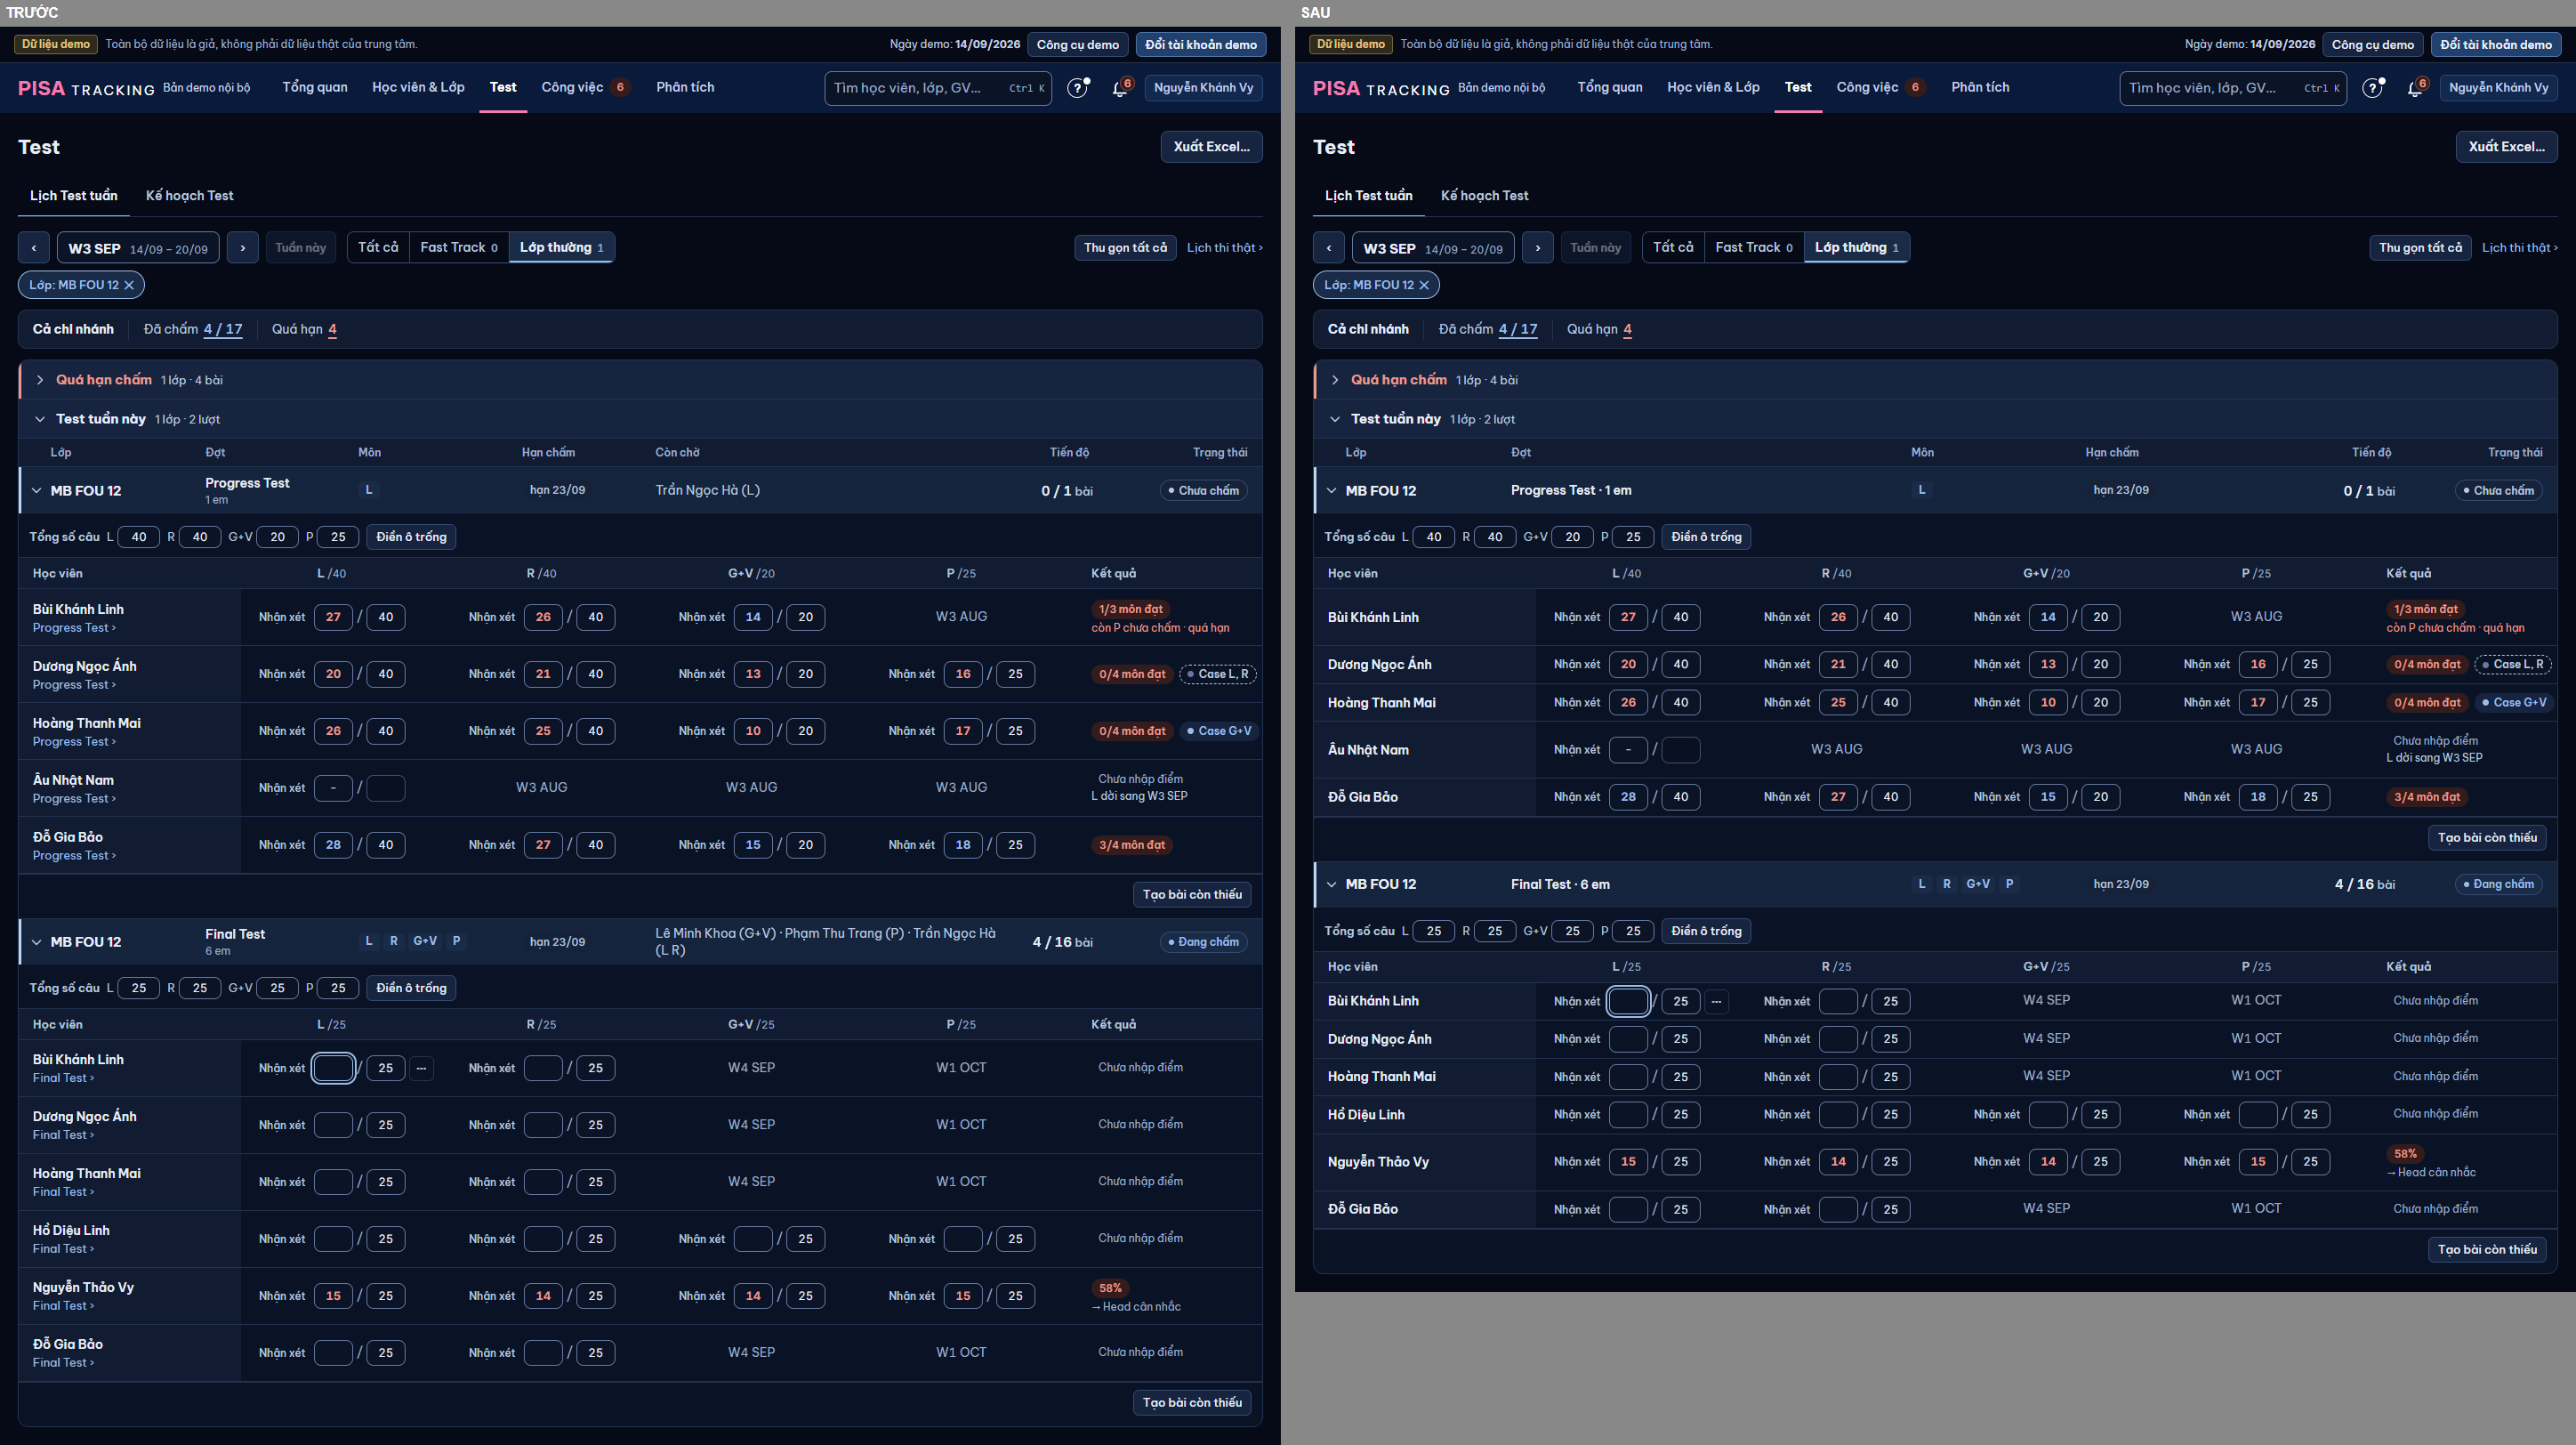 TRƯỚC
Dữ liệu demo Toàn bộ dữ liệu là giả, không phải dữ liệu thật của trung tâm. Ngày demo: 14/09/2026 Công cụ demo Đổi tài khoản demo
PISA TRACKING Bản demo nội bộ Tổng quan Học viên & Lớp Test Công việc 6 Phân tích Tìm học viên, lớp, GV... Ctrl K ? 6 Nguyễn Khánh Vy
Test Xuất Excel...
Lịch Test tuần Kế hoạch Test
‹ W3 SEP 14/09 – 20/09 › Tuần này Tất cả Fast Track 0 Lớp thường 1 Thu gọn tất cả Lịch thi thật ›
Lớp: MB FOU 12 ✕
Cả chi nhánh Đã chấm 4 / 17 Quá hạn 4
Quá hạn chấm 1 lớp · 4 bài
Test tuần này 1 lớp · 2 lượt
Lớp Đợt Môn Hạn chấm Còn chờ Tiến độ Trạng thái
MB FOU 12 Progress Test L hạn 23/09 Trần Ngọc Hà (L) 0 / 1 bài Chưa chấm
1 em
Tổng số câu L 40 R 40 G+V 20 P 25 Điền ô trống
Học viên L /40 R /40 G+V /20 P /25 Kết quả
Bùi Khánh Linh Nhận xét 27 / 40 Nhận xét 26 / 40 Nhận xét 14 / 20 W3 AUG 1/3 môn đạt
Progress Test › còn P chưa chấm · quá hạn
Dương Ngọc Ánh Nhận xét 20 / 40 Nhận xét 21 / 40 Nhận xét 13 / 20 Nhận xét 16 / 25 0/4 môn đạt Case L, R
Progress Test ›
Hoàng Thanh Mai Nhận xét 26 / 40 Nhận xét 25 / 40 Nhận xét 10 / 20 Nhận xét 17 / 25 0/4 môn đạt Case G+V
Progress Test ›
Âu Nhật Nam Nhận xét - / W3 AUG W3 AUG W3 AUG Chưa nhập điểm
Progress Test › L dời sang W3 SEP
Đỗ Gia Bảo Nhận xét 28 / 40 Nhận xét 27 / 40 Nhận xét 15 / 20 Nhận xét 18 / 25 3/4 môn đạt
Progress Test ›
Tạo bài còn thiếu
MB FOU 12 Final Test L R G+V P hạn 23/09 Lê Minh Khoa (G+V) · Phạm Thu Trang (P) · Trần Ngọc Hà 4 / 16 bài Đang chấm
6 em (L R)
Tổng số câu L 25 R 25 G+V 25 P 25 Điền ô trống
Học viên L /25 R /25 G+V /25 P /25 Kết quả
Bùi Khánh Linh Nhận xét / 25 ··· Nhận xét / 25 W4 SEP W1 OCT Chưa nhập điểm
Final Test ›
Dương Ngọc Ánh Nhận xét / 25 Nhận xét / 25 W4 SEP W1 OCT Chưa nhập điểm
Final Test ›
Hoàng Thanh Mai Nhận xét / 25 Nhận xét / 25 W4 SEP W1 OCT Chưa nhập điểm
Final Test ›
Hồ Diệu Linh Nhận xét / 25 Nhận xét / 25 Nhận xét / 25 Nhận xét / 25 Chưa nhập điểm
Final Test ›
Nguyễn Thảo Vy Nhận xét 15 / 25 Nhận xét 14 / 25 Nhận xét 14 / 25 Nhận xét 15 / 25 58%
Final Test › → Head cân nhắc
Đỗ Gia Bảo Nhận xét / 25 Nhận xét / 25 W4 SEP W1 OCT Chưa nhập điểm
Final Test ›
Tạo bài còn thiếu
SAU
Dữ liệu demo Toàn bộ dữ liệu là giả, không phải dữ liệu thật của trung tâm. Ngày demo: 14/09/2026 Công cụ demo Đổi tài khoản demo
PISA TRACKING Bản demo nội bộ Tổng quan Học viên & Lớp Test Công việc 6 Phân tích Tìm học viên, lớp, GV... Ctrl K ? 6 Nguyễn Khánh Vy
Test Xuất Excel...
Lịch Test tuần Kế hoạch Test
‹ W3 SEP 14/09 – 20/09 › Tuần này Tất cả Fast Track 0 Lớp thường 1 Thu gọn tất cả Lịch thi thật ›
Lớp: MB FOU 12 ✕
Cả chi nhánh Đã chấm 4 / 17 Quá hạn 4
Quá hạn chấm 1 lớp · 4 bài
Test tuần này 1 lớp · 2 lượt
Lớp Đợt Môn Hạn chấm Tiến độ Trạng thái
MB FOU 12 Progress Test · 1 em L hạn 23/09 0 / 1 bài Chưa chấm
Tổng số câu L 40 R 40 G+V 20 P 25 Điền ô trống
Học viên L /40 R /40 G+V /20 P /25 Kết quả
Bùi Khánh Linh Nhận xét 27 / 40 Nhận xét 26 / 40 Nhận xét 14 / 20 W3 AUG 1/3 môn đạt
còn P chưa chấm · quá hạn
Dương Ngọc Ánh Nhận xét 20 / 40 Nhận xét 21 / 40 Nhận xét 13 / 20 Nhận xét 16 / 25 0/4 môn đạt Case L, R
Hoàng Thanh Mai Nhận xét 26 / 40 Nhận xét 25 / 40 Nhận xét 10 / 20 Nhận xét 17 / 25 0/4 môn đạt Case G+V
Âu Nhật Nam Nhận xét - / W3 AUG W3 AUG W3 AUG Chưa nhập điểm
L dời sang W3 SEP
Đỗ Gia Bảo Nhận xét 28 / 40 Nhận xét 27 / 40 Nhận xét 15 / 20 Nhận xét 18 / 25 3/4 môn đạt
Tạo bài còn thiếu
MB FOU 12 Final Test · 6 em L R G+V P hạn 23/09 4 / 16 bài Đang chấm
Tổng số câu L 25 R 25 G+V 25 P 25 Điền ô trống
Học viên L /25 R /25 G+V /25 P /25 Kết quả
Bùi Khánh Linh Nhận xét / 25 ··· Nhận xét / 25 W4 SEP W1 OCT Chưa nhập điểm
Dương Ngọc Ánh Nhận xét / 25 Nhận xét / 25 W4 SEP W1 OCT Chưa nhập điểm
Hoàng Thanh Mai Nhận xét / 25 Nhận xét / 25 W4 SEP W1 OCT Chưa nhập điểm
Hồ Diệu Linh Nhận xét / 25 Nhận xét / 25 Nhận xét / 25 Nhận xét / 25 Chưa nhập điểm
Nguyễn Thảo Vy Nhận xét 15 / 25 Nhận xét 14 / 25 Nhận xét 14 / 25 Nhận xét 15 / 25 58%
→ Head cân nhắc
Đỗ Gia Bảo Nhận xét / 25 Nhận xét / 25 W4 SEP W1 OCT Chưa nhập điểm
Tạo bài còn thiếu